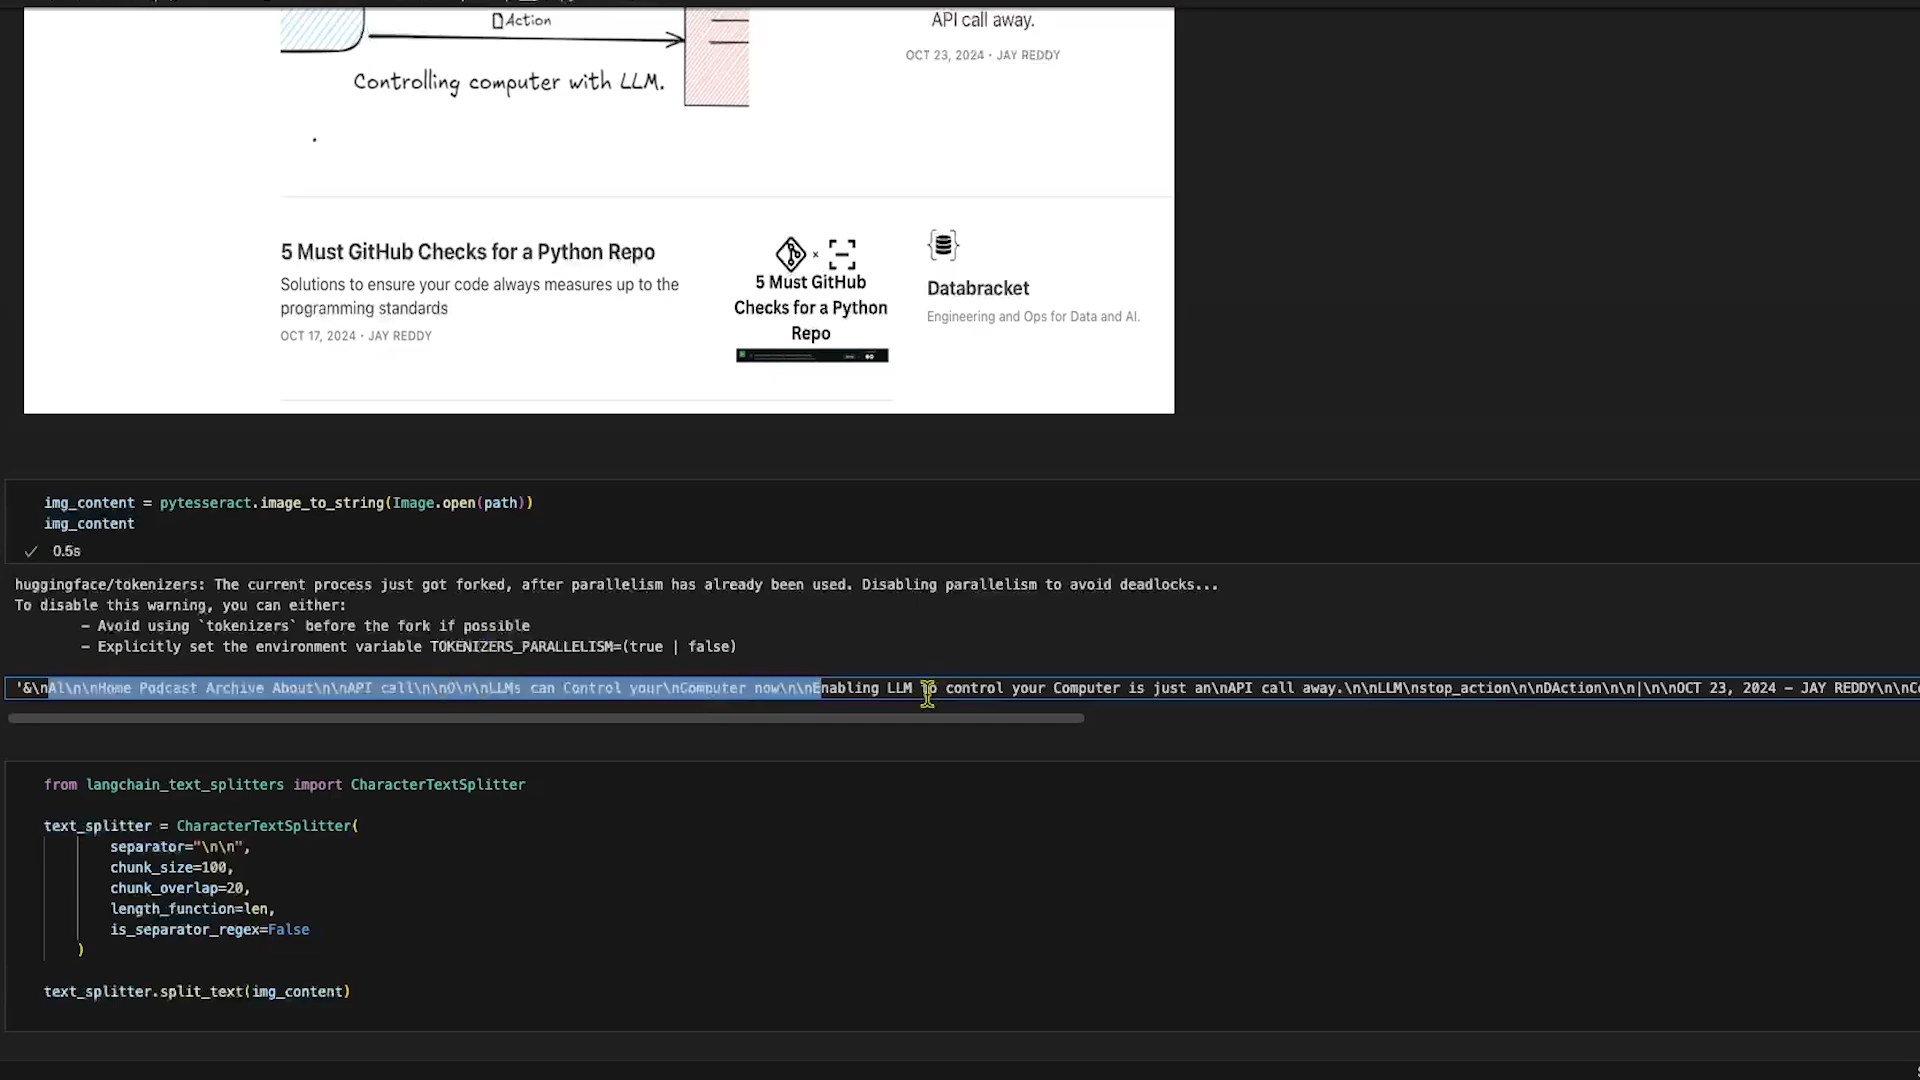 Action
Controlling computer with LLM.
API call away.
OCT 23, 2024 • JAY REDDY
5 Must GitHub Checks for a Python Repo
Solutions to ensure your code always measures up to the
programming standards
OCT 17, 2024 • JAY REDDY
5 Must GitHub
Checks for a Python
Repo
Databracket
Engineering and Ops for Data and AI.
img_content = pytesseract.image_to_string(Image.open(path))
img_content
0.5s
huggingface/tokenizers: The current process just got forked, after parallelism has already been used. Disabling parallelism to avoid deadlocks...
To disable this warning, you can either:
- Avoid using `tokenizers` before the fork if possible
- Explicitly set the environment variable TOKENIZERS_PARALLELISM=(true | false)
'&\nAl\n\nHome Podcast Archive About\n\nAPI call\n\nO\n\nLLMs can Control your\nComputer now\n\nEnabling LLM to control your Computer is just an\nAPI call away.\n\nLLM\nstop_action\n\nDAction\n\n|\n\nOCT 23, 2024 — JAY REDDY\n\nCo
from langchain_text_splitters import CharacterTextSplitter
text_splitter = CharacterTextSplitter(
separator="\n\n",
chunk_size=100,
chunk_overlap=20,
length_function=len,
is_separator_regex=False
)
text_splitter.split_text(img_content)